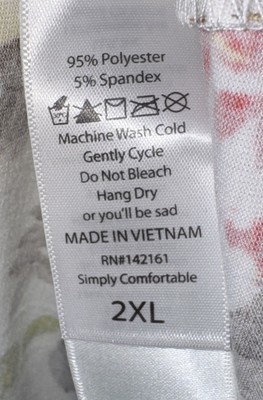 95% Polyester
5% Spandex
Machine Wash Cold
Gently Cycle
Do Not Bleach
Hang Dry
or you'll be sad
MADE IN VIETNAM
RN#142161
Simply Comfortable
2XL